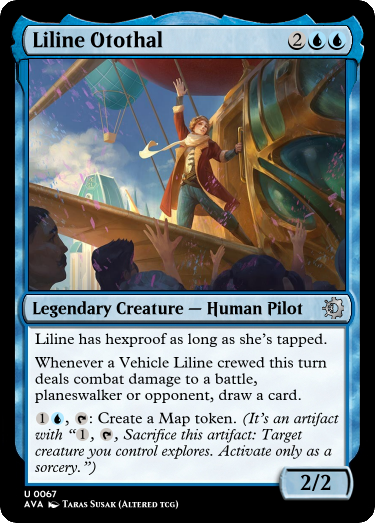 Liline Otothal 2
Legendary Creature — Human Pilot
Liline has hexproof as long as she's tapped.
Whenever a Vehicle Liline crewed this turn
deals combat damage to a battle,
planeswalker or opponent, draw a card.
1, : Create a Map token. (It's an artifact
with “1, , Sacrifice this artifact: Target
creature you control explores. Activate only as a
sorcery.”)
2/2
U 0067
AVA Taras Susak (Altered TCG)